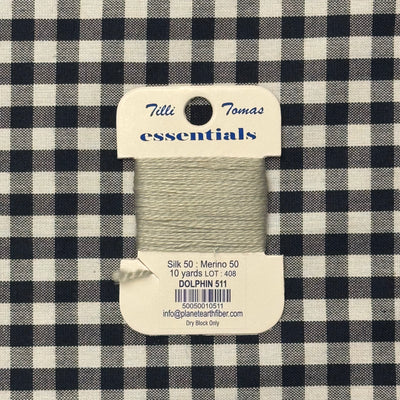 Tilli Tomas
essentials
Silk 50 : Merino 50
10 yards LOT : 408
DOLPHIN 511
50050010511
info@planetearthfiber.com
Dry Block Only